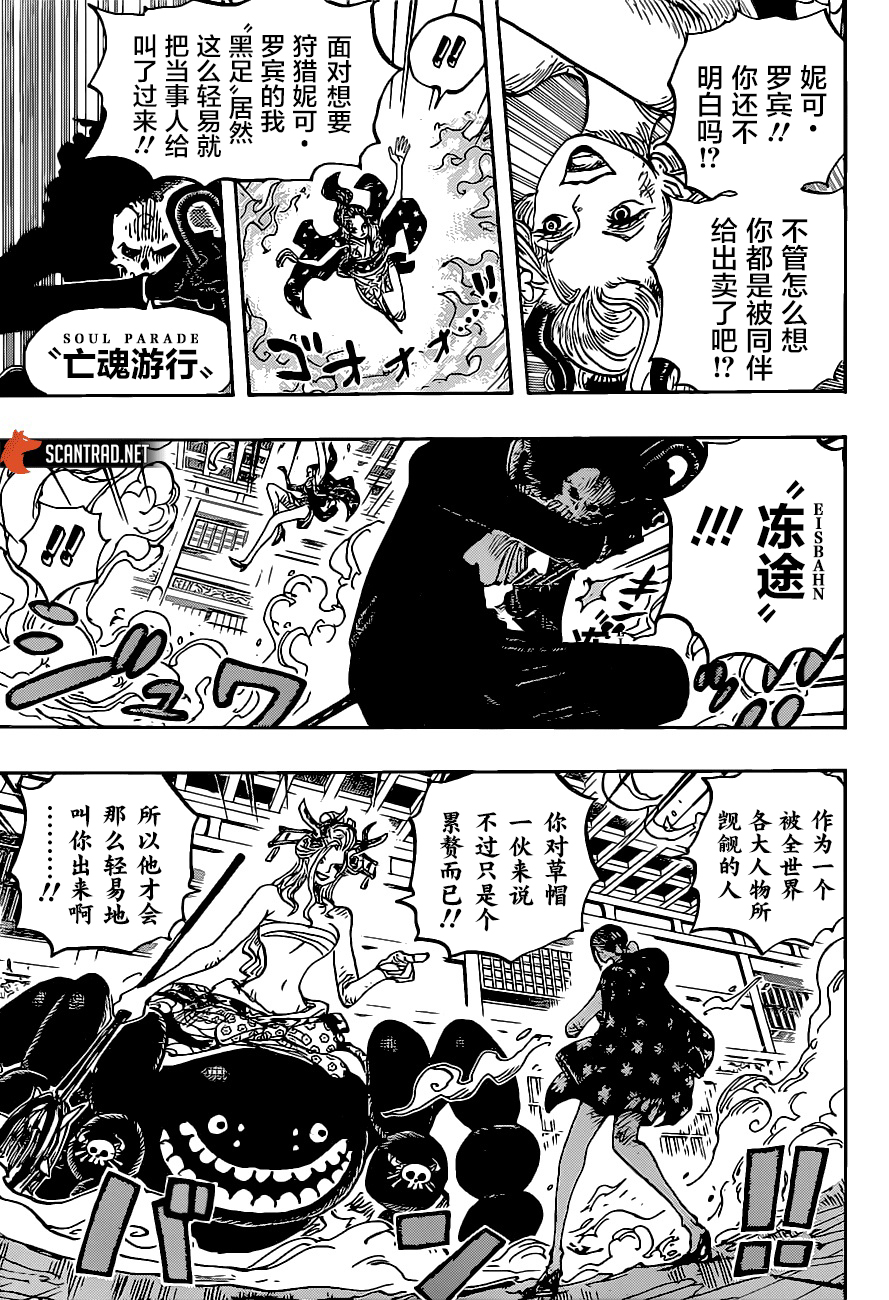 妮可・
罗宾!!
你还不
明白吗!?
不管怎么想
你都是被同伴
给出卖了吧!?
!!
面对想要
狩猎妮可・
罗宾的我
“黑足”居然
这么轻易就
把当事人给
叫了过来!!
ゴォォォ…!!
SOUL PARADE
“亡魂游行”
SCANTRAD.NET
EISBAHN
“冻途”
!!!
!!
ジュウ
作为一个
被全世界
各大人物所
觊觎的人
你对草帽
一伙来说
不过只是个
累赘而已!!
所以他才会
那么轻易地
叫你出来啊
……!!
!!